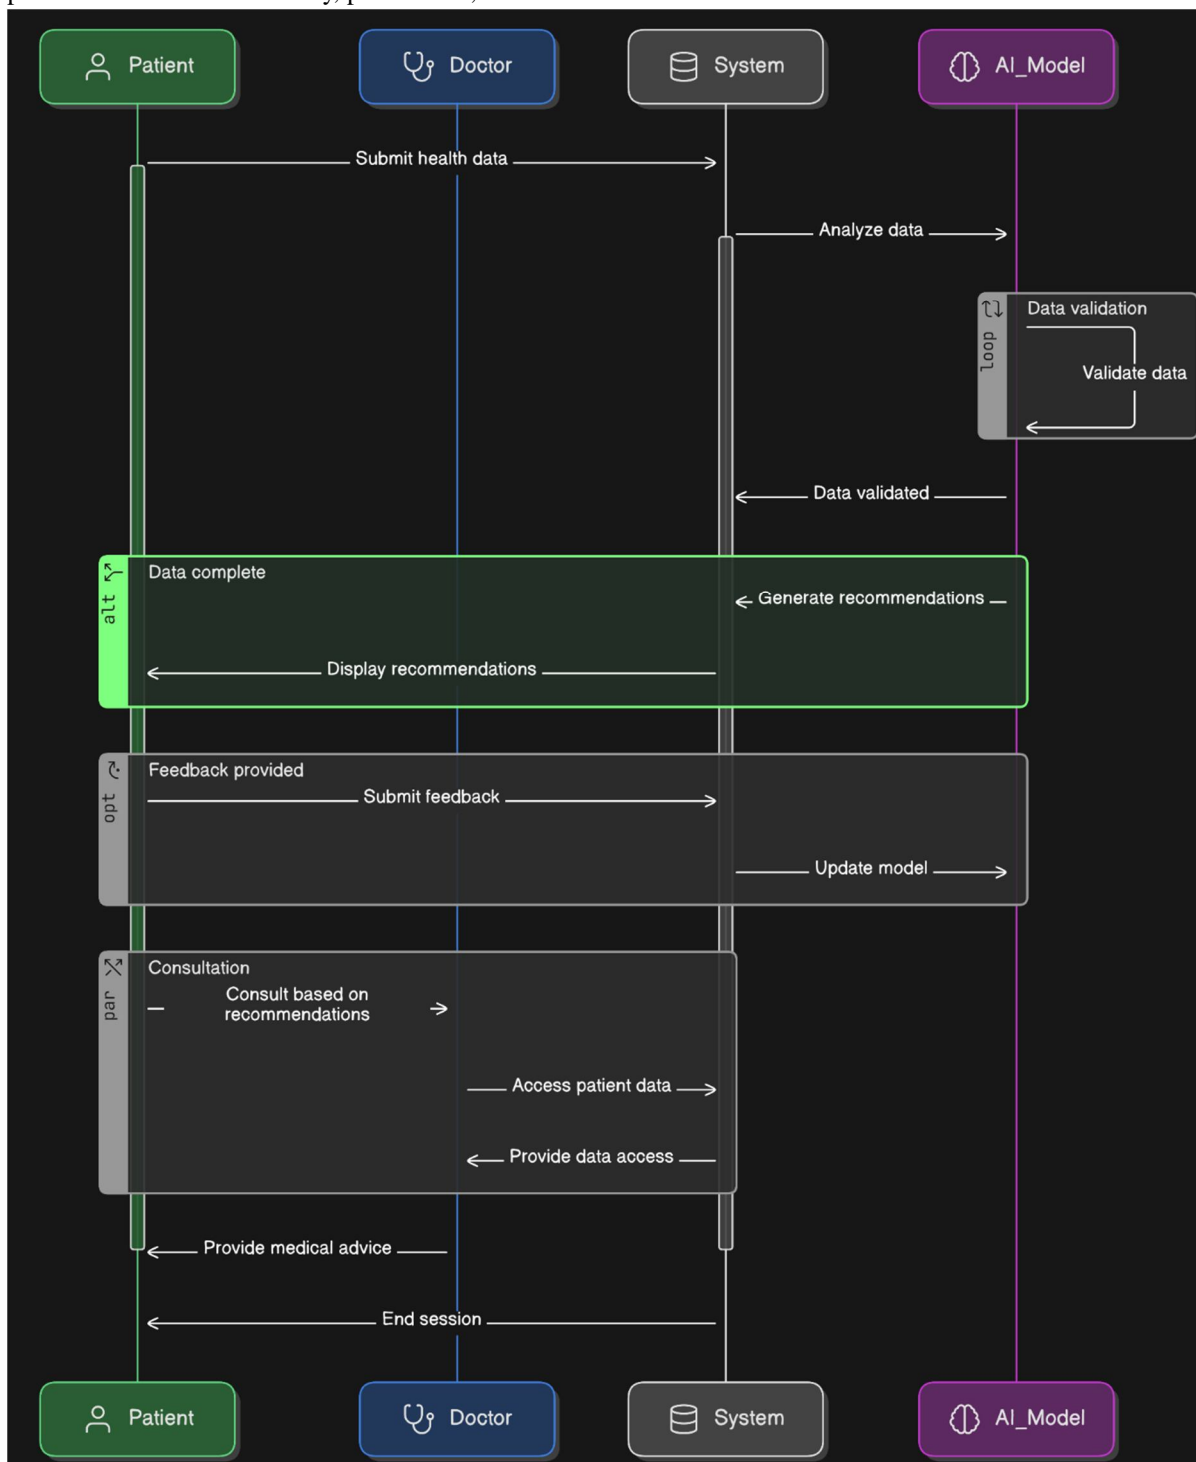 Patient
Doctor
System
AI_Model
Submit health data
Analyze data
loop
Data validation
Validate data
Data validated
alt
Data complete
Generate recommendations
Display recommendations
opt
Feedback provided
Submit feedback
Update model
par
Consultation
Consult based on
recommendations
Access patient data
Provide data access
Provide medical advice
End session
Patient
Doctor
System
AI_Model